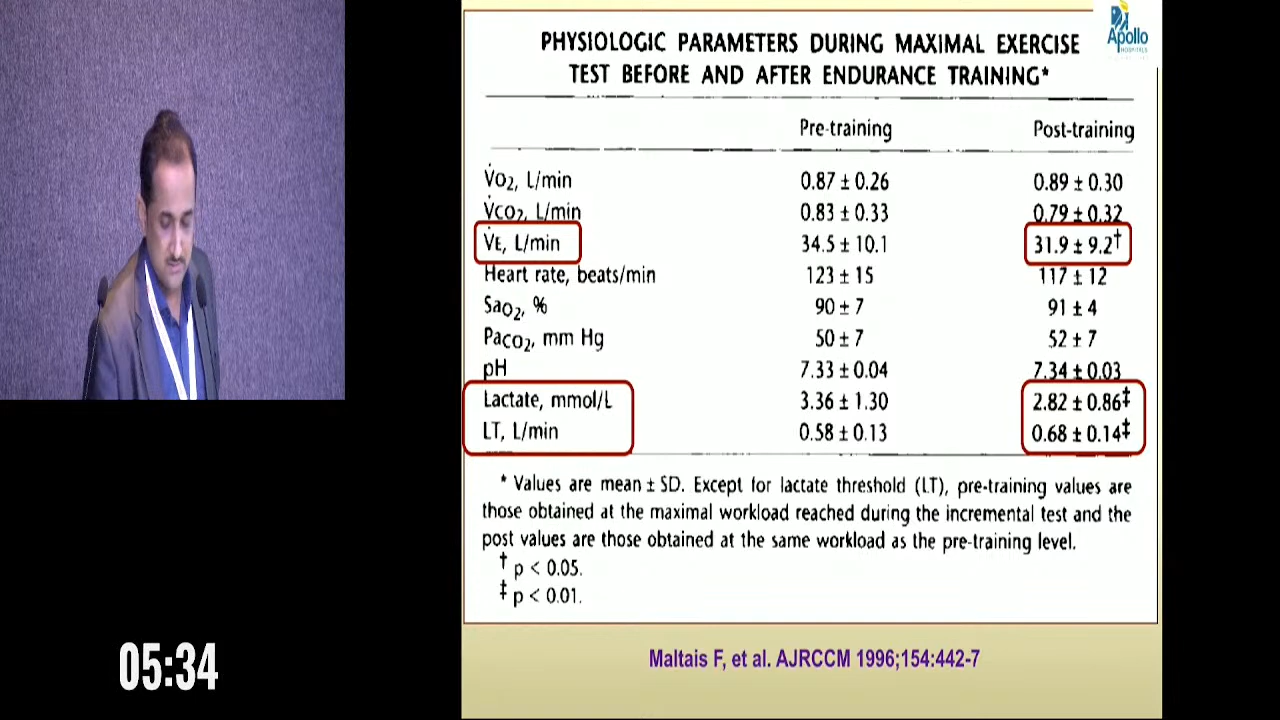 Apollo
HOSPITALS
PHYSIOLOGIC PARAMETERS DURING MAXIMAL EXERCISE
TEST BEFORE AND AFTER ENDURANCE TRAINING*
Pre-training Post-training
V̇O₂, L/min 0.87 ± 0.26 0.89 ± 0.30
V̇CO₂, L/min 0.83 ± 0.33 0.79 ± 0.32
V̇E, L/min 34.5 ± 10.1 31.9 ± 9.2†
Heart rate, beats/min 123 ± 15 117 ± 12
SaO₂, % 90 ± 7 91 ± 4
PaCO₂, mm Hg 50 ± 7 52 ± 7
pH 7.33 ± 0.04 7.34 ± 0.03
Lactate, mmol/L 3.36 ± 1.30 2.82 ± 0.86‡
LT, L/min 0.58 ± 0.13 0.68 ± 0.14‡
* Values are mean ± SD. Except for lactate threshold (LT), pre-training values are
those obtained at the maximal workload reached during the incremental test and the
post values are those obtained at the same workload as the pre-training level.
† p < 0.05.
‡ p < 0.01.
Maltais F, et al. AJRCCM 1996;154:442-7
05:34